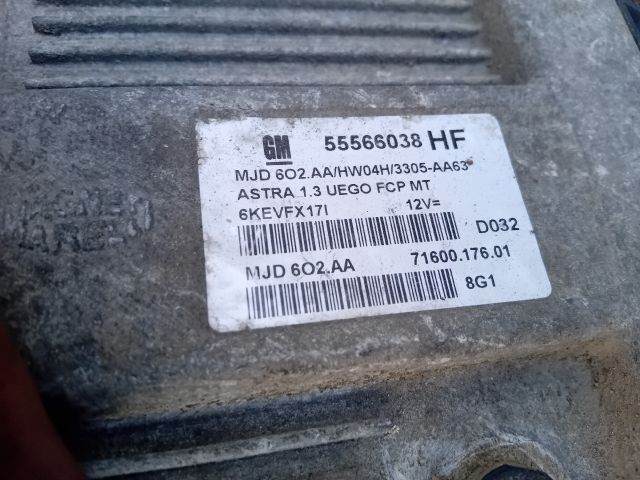 GM 55566038 HF
MJD 6O2.AA/HW04H/3305-AA63
ASTRA 1.3 UEGO FCP MT
6KEVFX17I 12V=
D032
MJD 6O2.AA 71600.176.01
8G1